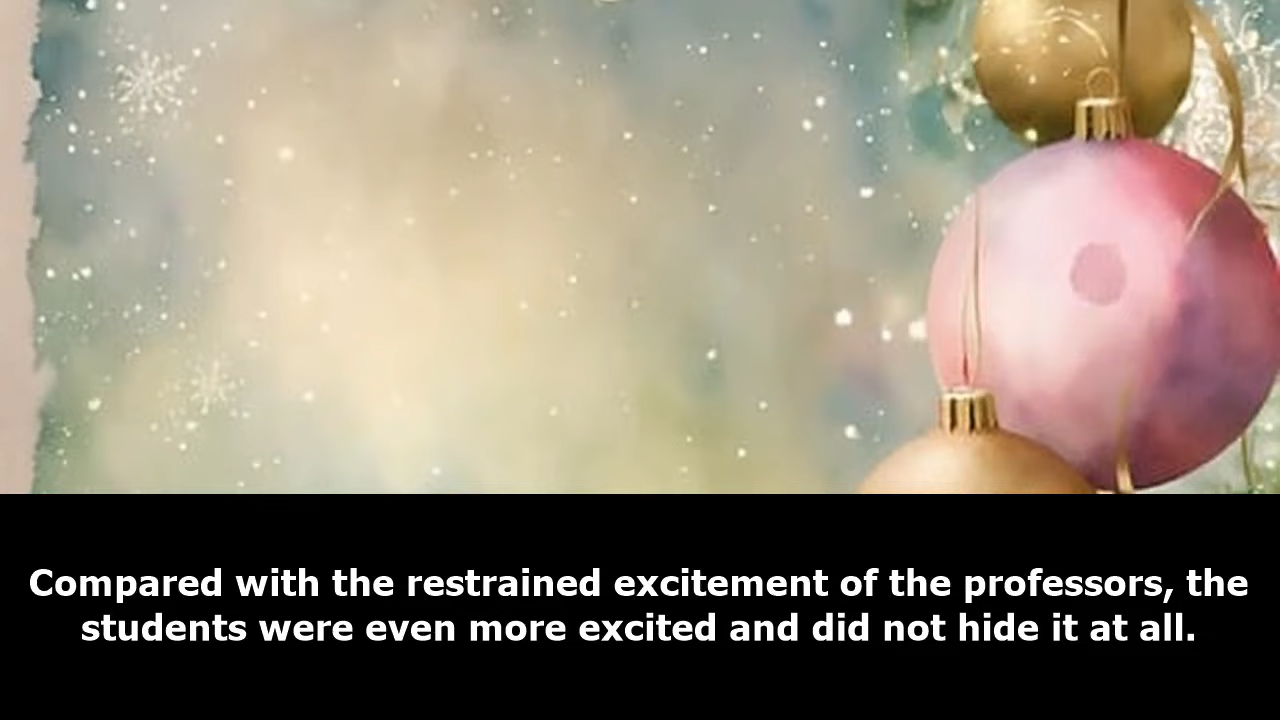 Compared with the restrained excitement of the professors, the
students were even more excited and did not hide it at all.